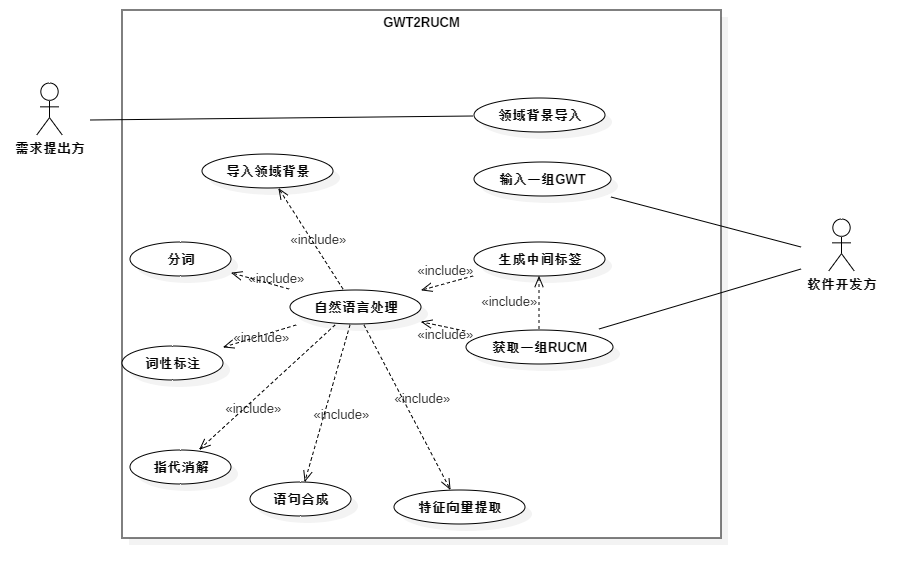 GWT2RUCM
领域背景导入
需求提出方
导入领域背景
输入一组GWT
«include»
分词
生成中间标签
«include»
«include»
软件开发方
自然语言处理
«include»
«include»
«include»
词性标注
获取一组RUCM
«include»
«include»
«include»
指代消解
语句合成
特征向量提取